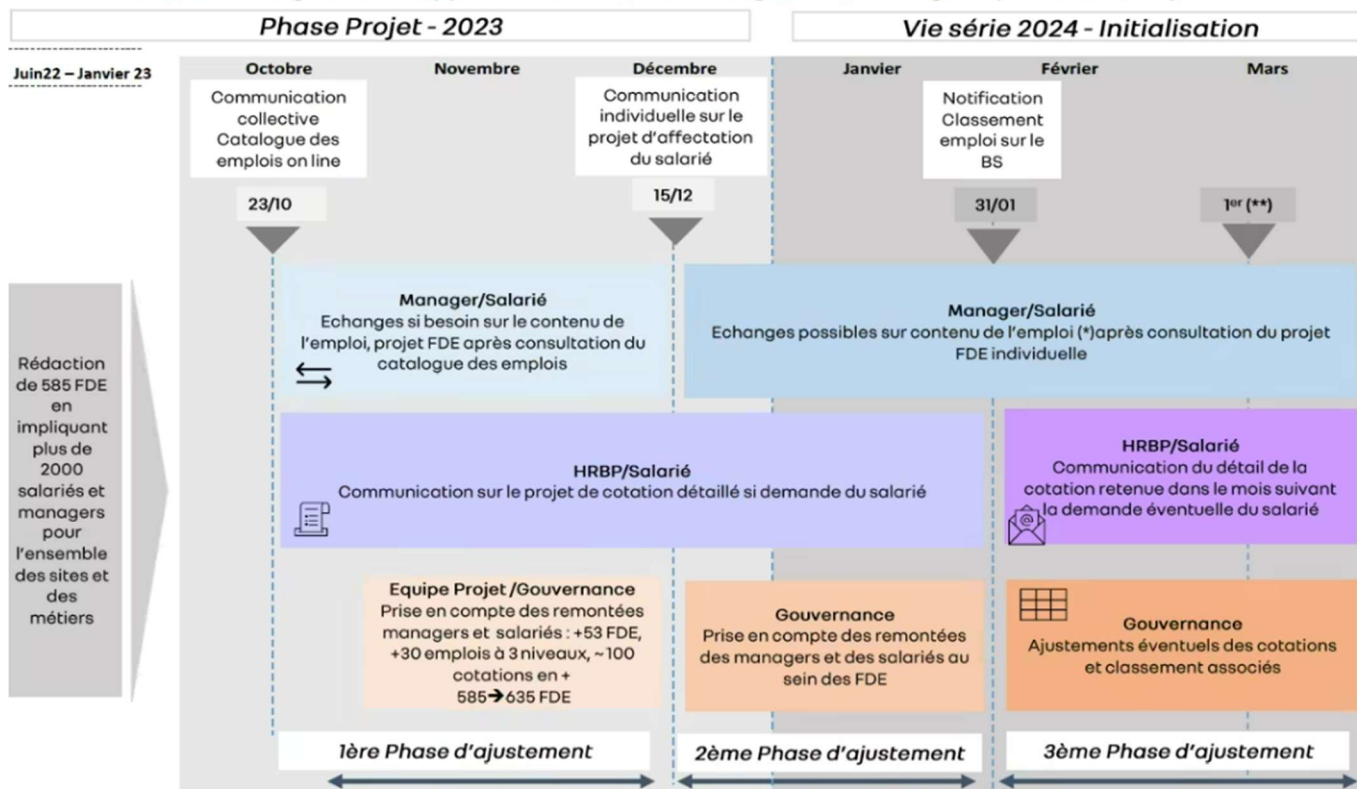 Phase Projet - 2023
Vie série 2024 - Initialisation
Juin22 – Janvier 23
Octobre
Novembre
Décembre
Janvier
Février
Mars
Communication
collective
Catalogue des
emplois on line
Communication
individuelle sur le
projet d'affectation
du salarié
Notification
Classement
emploi sur le
BS
23/10
15/12
31/01
1er (**)
Rédaction
de 585 FDE
en
impliquant
plus de
2000
salariés et
managers
pour
l'ensemble
des sites et
des
métiers
Manager/Salarié
Echanges si besoin sur le contenu de
l'emploi, projet FDE après consultation du
catalogue des emplois
Manager/Salarié
Echanges possibles sur contenu de l'emploi (*)après consultation du projet
FDE individuelle
HRBP/Salarié
Communication sur le projet de cotation détaillé si demande du salarié
HRBP/Salarié
Communication du détail de la
cotation retenue dans le mois suivant
la demande éventuelle du salarié
Equipe Projet /Gouvernance
Prise en compte des remontées
managers et salariés : +53 FDE,
+30 emplois à 3 niveaux, ~100
cotations en +
585➔635 FDE
Gouvernance
Prise en compte des remontées
des managers et des salariés au
sein des FDE
Gouvernance
Ajustements éventuels des cotations
et classement associés
1ère Phase d'ajustement
2ème Phase d'ajustement
3ème Phase d'ajustement